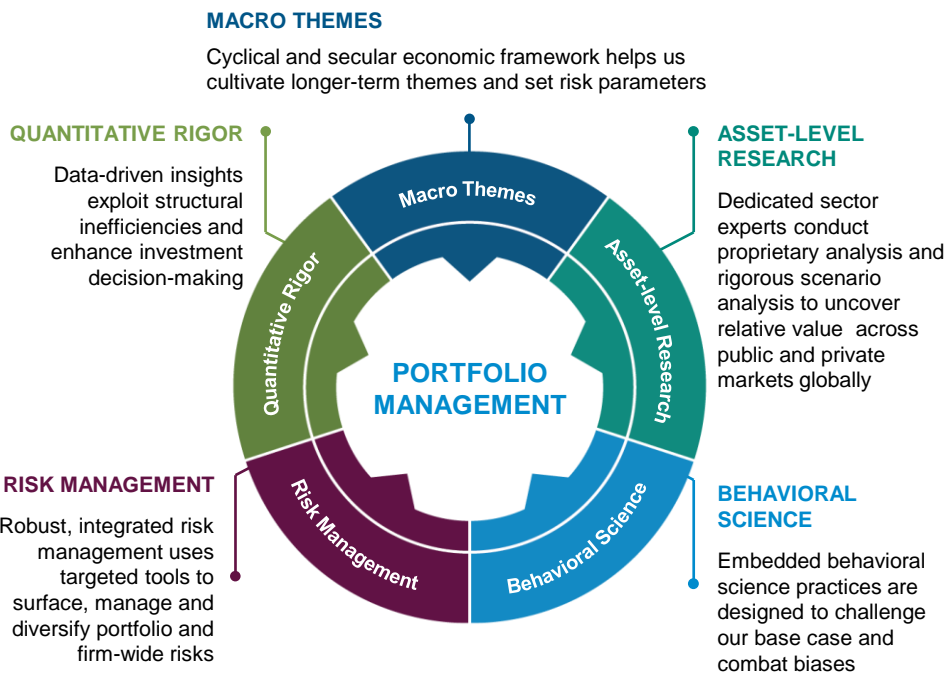 MACRO THEMES
Cyclical and secular economic framework helps us
cultivate longer-term themes and set risk parameters
QUANTITATIVE RIGOR
Data-driven insights
exploit structural
inefficiencies and
enhance investment
decision-making
ASSET-LEVEL
RESEARCH
Dedicated sector
experts conduct
proprietary analysis and
rigorous scenario
analysis to uncover
relative value  across
public and private
markets globally
Macro Themes
Quantitative Rigor
Asset-level Research
PORTFOLIO
MANAGEMENT
Risk Management
Behavioral Science
RISK MANAGEMENT
Robust, integrated risk
management uses
targeted tools to
surface, manage and
diversify portfolio and
firm-wide risks
BEHAVIORAL
SCIENCE
Embedded behavioral
science practices are
designed to challenge
our base case and
combat biases